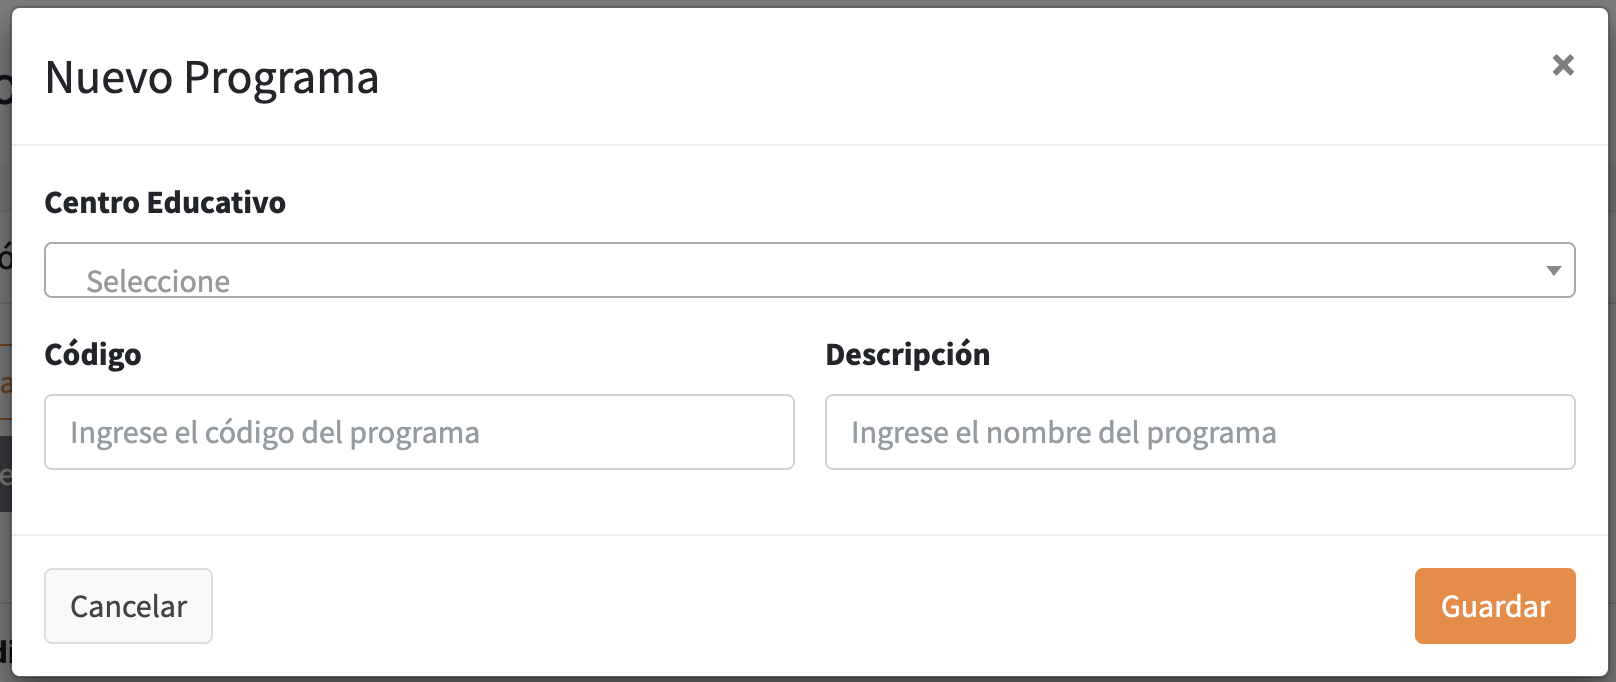 Nuevo Programa
Centro Educativo
Seleccione
Código
Descripción
Ingrese el código del programa
Ingrese el nombre del programa
Cancelar
Guardar